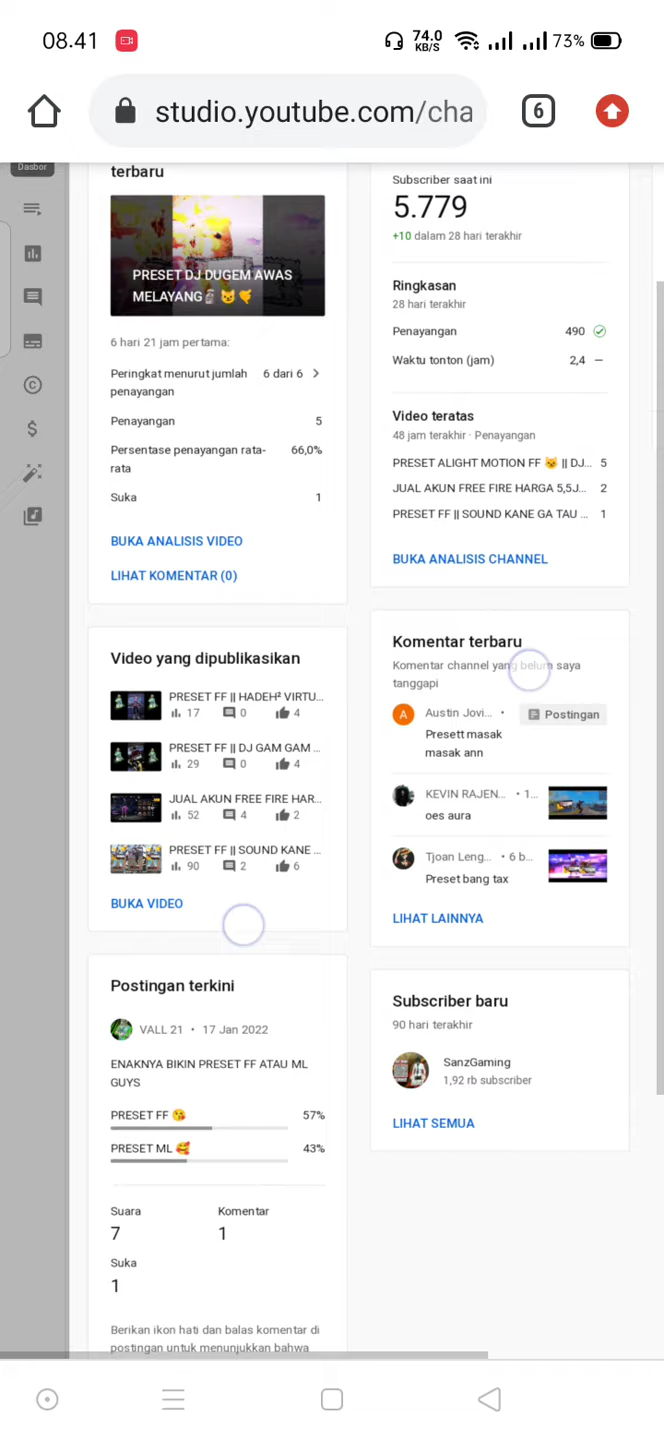 08.41
74.0
KB/S
73%
studio.youtube.com/cha
6
Dasbor
terbaru
PRESET DJ DUGEM AWAS
MELAYANG🗿😼🤙
6 hari 21 jam pertama:
Peringkat menurut jumlah penayangan 6 dari 6
Penayangan 5
Persentase penayangan rata-rata 66,0%
Suka 1
BUKA ANALISIS VIDEO
LIHAT KOMENTAR (0)
Video yang dipublikasikan
PRESET FF || HADEH² VIRTU...
17 0 4
PRESET FF || DJ GAM GAM ...
29 0 4
JUAL AKUN FREE FIRE HAR...
52 4 2
PRESET FF || SOUND KANE ...
90 2 6
BUKA VIDEO
Postingan terkini
VALL 21 • 17 Jan 2022
ENAKNYA BIKIN PRESET FF ATAU ML
GUYS
PRESET FF 😘 57%
PRESET ML 🥰 43%
Suara Komentar
7 1
Suka
1
Berikan ikon hati dan balas komentar di
postingan untuk menunjukkan bahwa
Subscriber saat ini
5.779
+10 dalam 28 hari terakhir
Ringkasan
28 hari terakhir
Penayangan 490
Waktu tonton (jam) 2,4 —
Video teratas
48 jam terakhir · Penayangan
PRESET ALIGHT MOTION FF 😼 || DJ... 5
JUAL AKUN FREE FIRE HARGA 5,5J... 2
PRESET FF || SOUND KANE GA TAU ... 1
BUKA ANALISIS CHANNEL
Komentar terbaru
Komentar channel yang belum saya
tanggapi
A
Austin Jovi... • Postingan
Presett masak
masak ann
KEVIN RAJEN... • 1...
oes aura
Tjoan Leng... • 6 b...
Preset bang tax
LIHAT LAINNYA
Subscriber baru
90 hari terakhir
SanzGaming
1,92 rb subscriber
LIHAT SEMUA